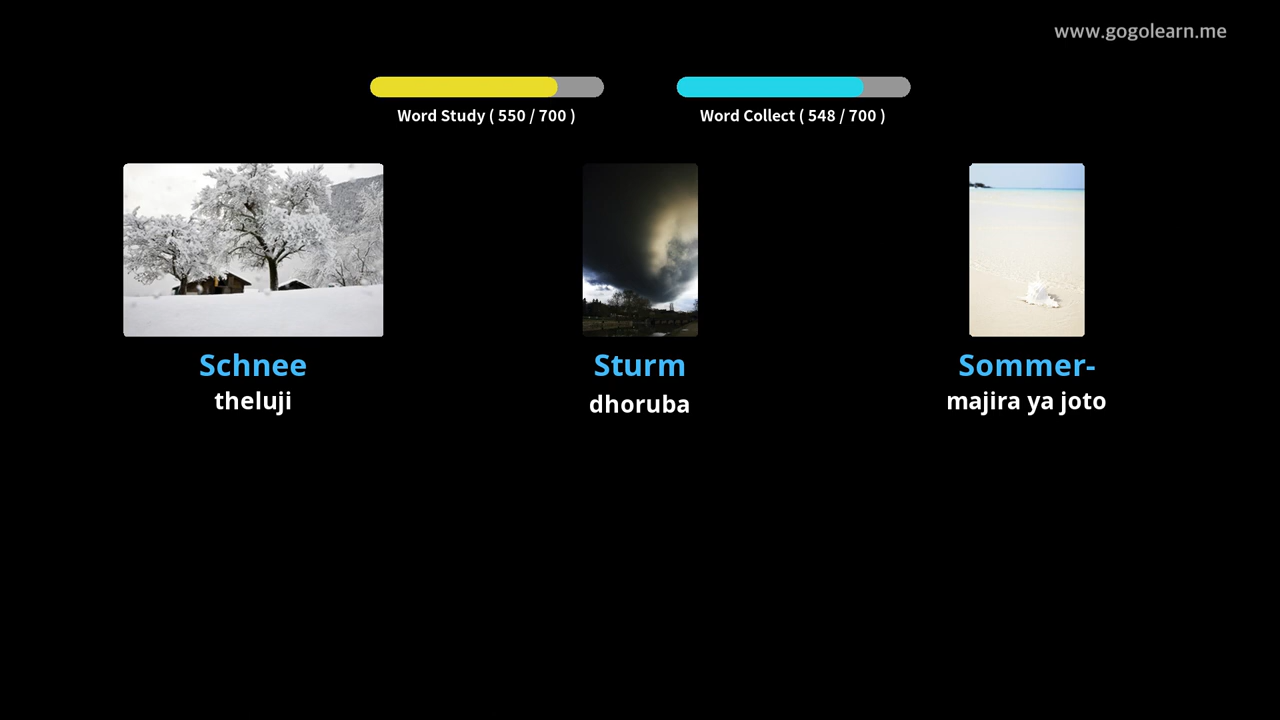 www.gogolearn.me
Word Study ( 550 / 700 )
Word Collect ( 548 / 700 )
Schnee
theluji
Sturm
dhoruba
Sommer-
majira ya joto